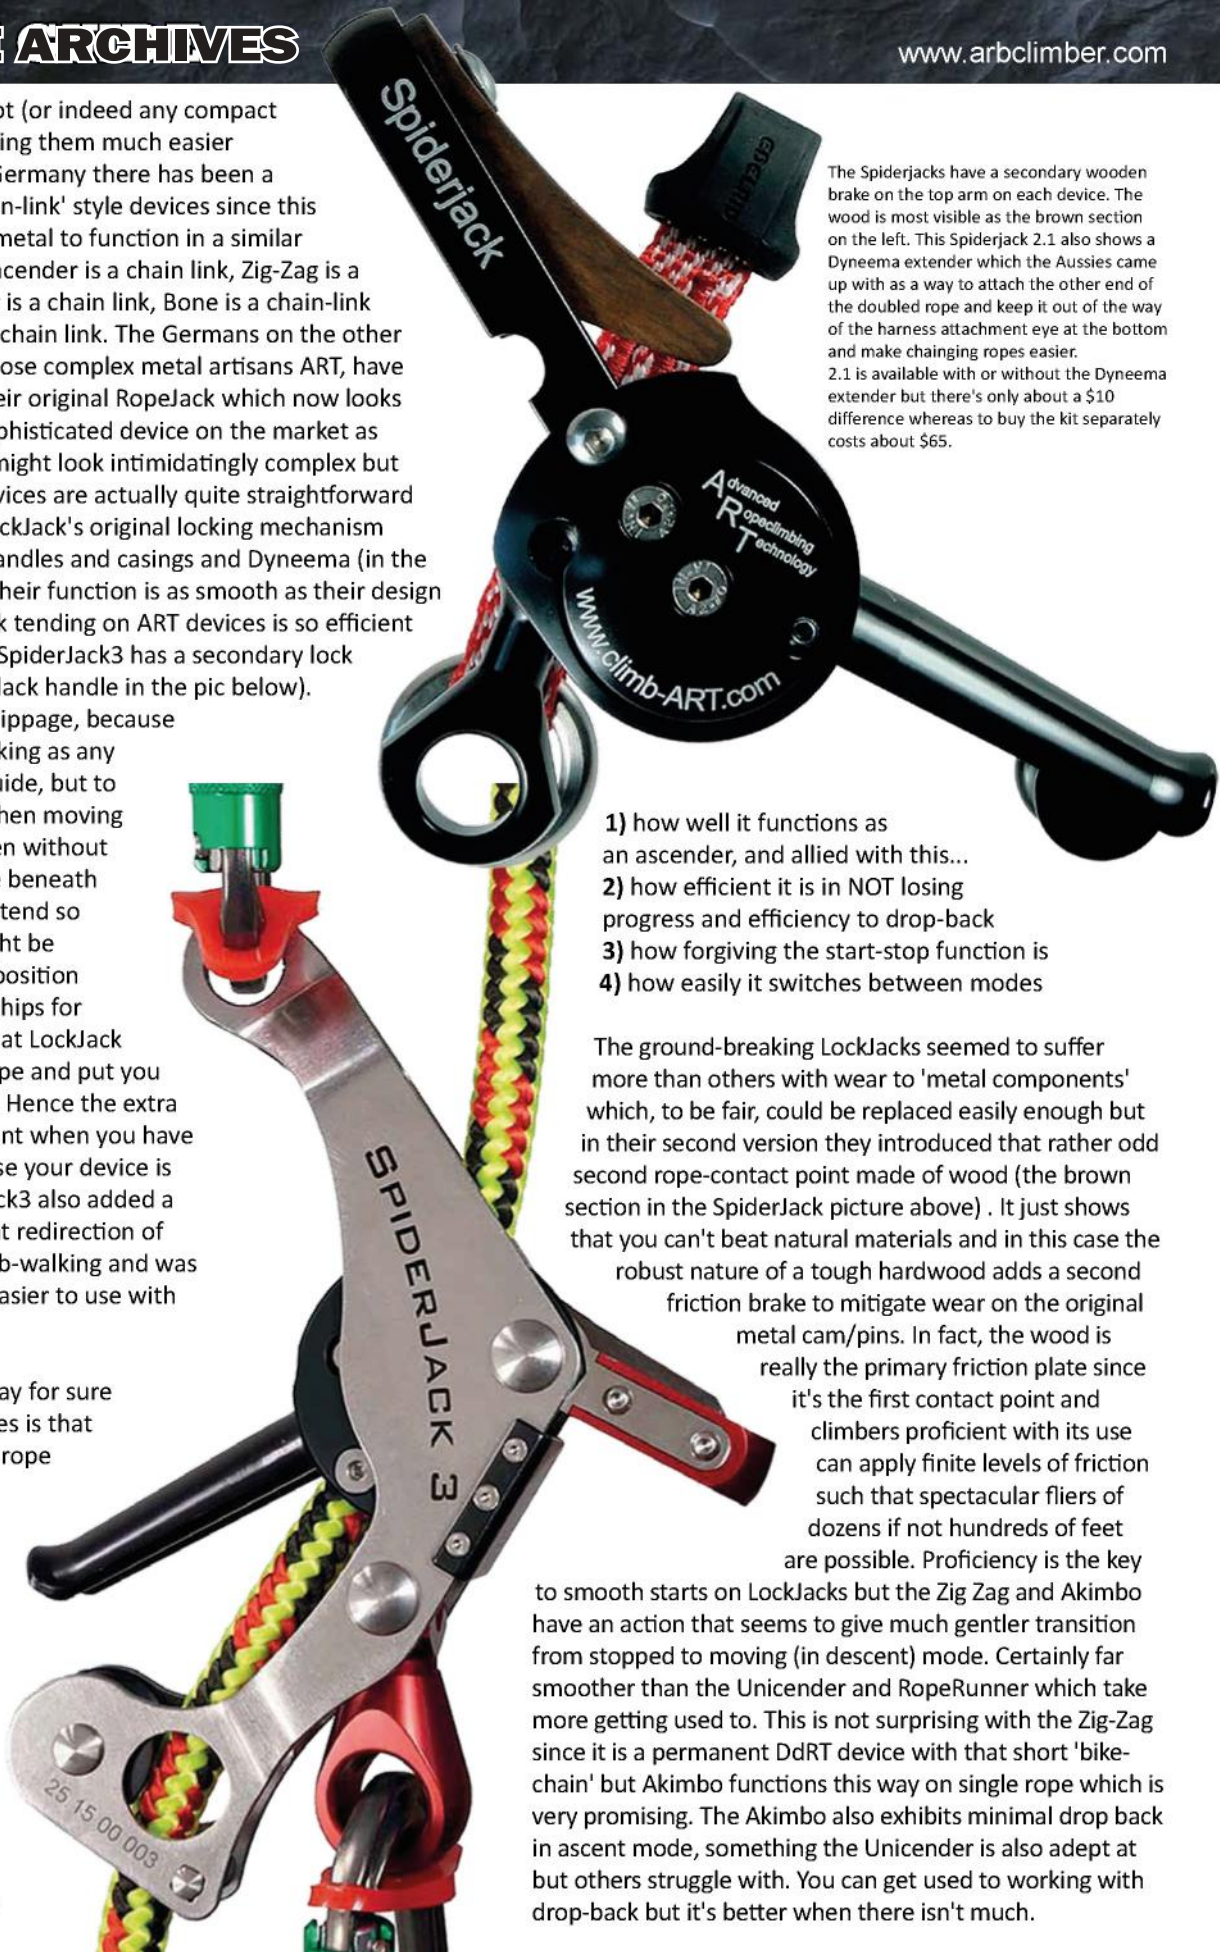 ARCHIVES
www.arbclimber.com
ot (or indeed any compact
ing them much easier
Germany there has been a
n-link' style devices since this
metal to function in a similar
cender is a chain link, Zig-Zag is a
is a chain link, Bone is a chain-link
chain link. The Germans on the other
ose complex metal artisans ART, have
eir original RopeJack which now looks
phisticated device on the market as
might look intimidatingly complex but
vices are actually quite straightforward
ckJack's original locking mechanism
andles and casings and Dyneema (in the
heir function is as smooth as their design
k tending on ART devices is so efficient
SpiderJack3 has a secondary lock
lack handle in the pic below).
ippage, because
king as any
uide, but to
hen moving
en without
beneath
tend so
ht be
position
hips for
at LockJack
pe and put you
Hence the extra
nt when you have
se your device is
ck3 also added a
t redirection of
b-walking and was
asier to use with
ay for sure
es is that
rope
Spiderjack
edelrid
Advanced
Ropeclimbing
Technology
www.climb-ART.com
The Spiderjacks have a secondary wooden
brake on the top arm on each device. The
wood is most visible as the brown section
on the left. This Spiderjack 2.1 also shows a
Dyneema extender which the Aussies came
up with as a way to attach the other end of
the doubled rope and keep it out of the way
of the harness attachment eye at the bottom
and make chainging ropes easier.
2.1 is available with or without the Dyneema
extender but there's only about a $10
difference whereas to buy the kit separately
costs about $65.
SPIDERJACK 3
25 15 00 003
1) how well it functions as
an ascender, and allied with this...
2) how efficient it is in NOT losing
progress and efficiency to drop-back
3) how forgiving the start-stop function is
4) how easily it switches between modes
The ground-breaking LockJacks seemed to suffer
more than others with wear to 'metal components'
which, to be fair, could be replaced easily enough but
in their second version they introduced that rather odd
second rope-contact point made of wood (the brown
section in the SpiderJack picture above) . It just shows
that you can't beat natural materials and in this case the
robust nature of a tough hardwood adds a second
friction brake to mitigate wear on the original
metal cam/pins. In fact, the wood is
really the primary friction plate since
it's the first contact point and
climbers proficient with its use
can apply finite levels of friction
such that spectacular fliers of
dozens if not hundreds of feet
are possible. Proficiency is the key
to smooth starts on LockJacks but the Zig Zag and Akimbo
have an action that seems to give much gentler transition
from stopped to moving (in descent) mode. Certainly far
smoother than the Unicender and RopeRunner which take
more getting used to. This is not surprising with the Zig-Zag
since it is a permanent DdRT device with that short 'bike-
chain' but Akimbo functions this way on single rope which is
very promising. The Akimbo also exhibits minimal drop back
in ascent mode, something the Unicender is also adept at
but others struggle with. You can get used to working with
drop-back but it's better when there isn't much.